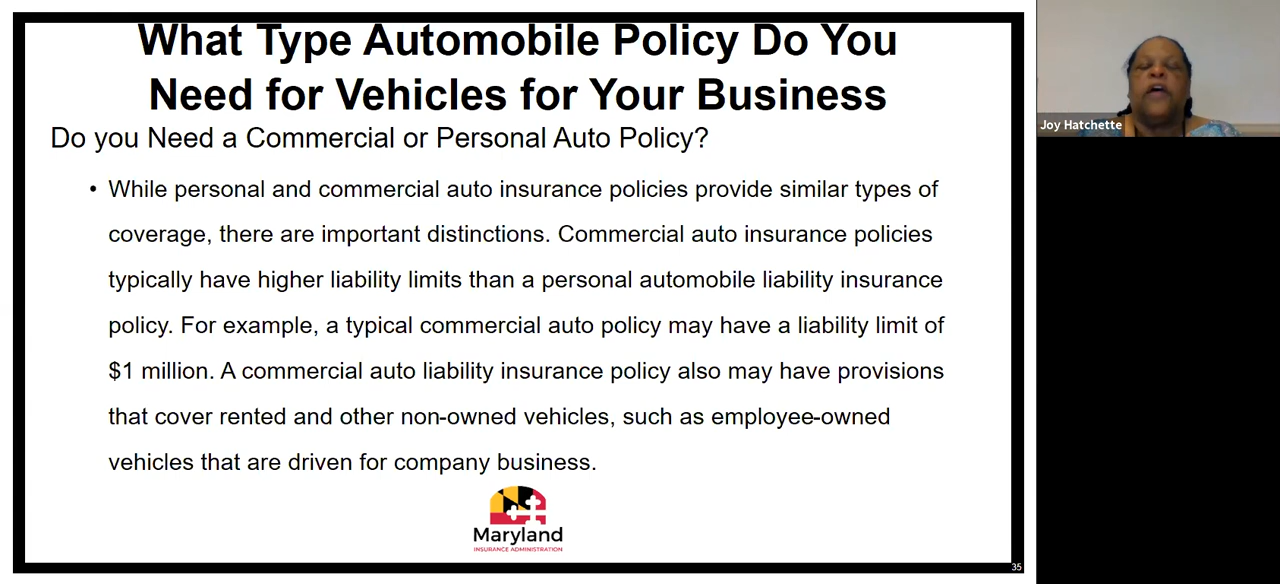 What Type Automobile Policy Do You
Need for Vehicles for Your Business
Do you Need a Commercial or Personal Auto Policy?
• While personal and commercial auto insurance policies provide similar types of
coverage, there are important distinctions. Commercial auto insurance policies
typically have higher liability limits than a personal automobile liability insurance
policy. For example, a typical commercial auto policy may have a liability limit of
$1 million. A commercial auto liability insurance policy also may have provisions
that cover rented and other non-owned vehicles, such as employee-owned
vehicles that are driven for company business.
Maryland
INSURANCE ADMINISTRATION
35
Joy Hatchette